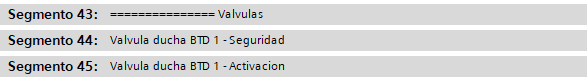 Segmento 43: =============== Valvulas
Segmento 44: Valvula ducha BTD 1 - Seguridad
Segmento 45: Valvula ducha BTD 1 - Activacion